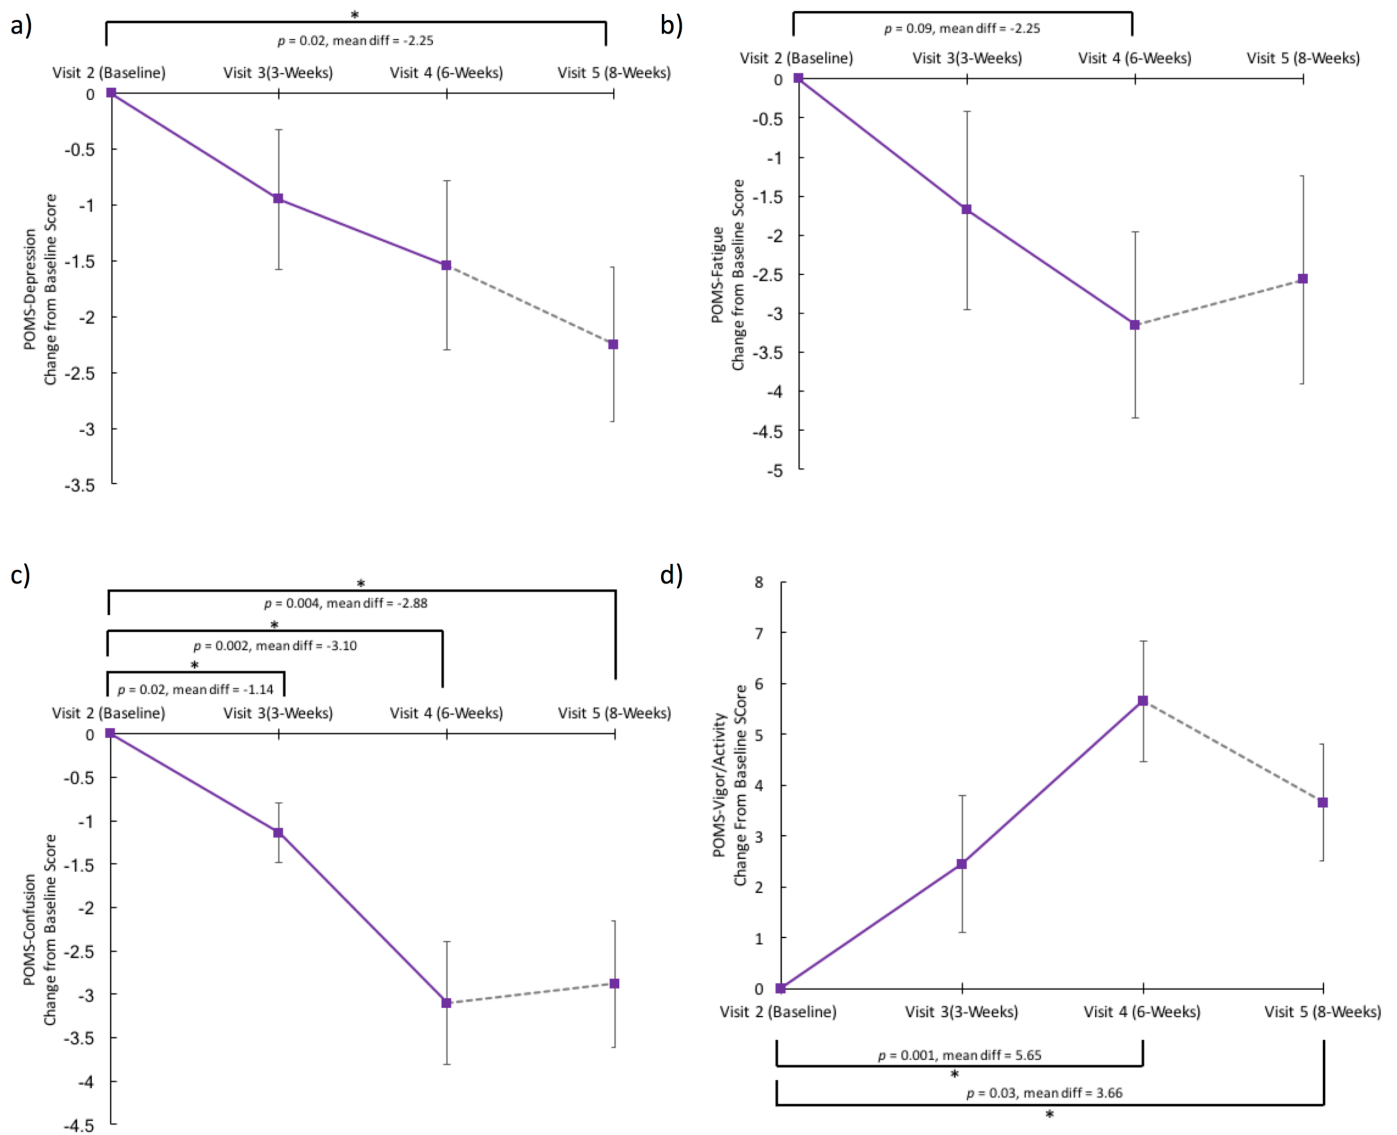 a)
*
p = 0.02, mean diff = -2.25
Visit 2 (Baseline) Visit 3(3-Weeks) Visit 4 (6-Weeks) Visit 5 (8-Weeks)
0
-0.5
-1
-1.5
-2
-2.5
-3
-3.5
POMS-Depression
Change from Baseline Score
b)
p = 0.09, mean diff = -2.25
Visit 2 (Baseline) Visit 3(3-Weeks) Visit 4 (6-Weeks) Visit 5 (8-Weeks)
0
-0.5
-1
-1.5
-2
-2.5
-3
-3.5
-4
-4.5
-5
POMS-Fatigue
Change from Baseline Score
c)
*
p = 0.004, mean diff = -2.88
*
p = 0.002, mean diff = -3.10
*
p = 0.02, mean diff = -1.14
Visit 2 (Baseline) Visit 3(3-Weeks) Visit 4 (6-Weeks) Visit 5 (8-Weeks)
0
-0.5
-1
-1.5
-2
-2.5
-3
-3.5
-4
-4.5
POMS-Confusion
Change from Baseline Score
d)
8
7
6
5
4
3
2
1
0
POMS-Vigor/Activity
Change From Baseline SCore
Visit 2 (Baseline) Visit 3(3-Weeks) Visit 4 (6-Weeks) Visit 5 (8-Weeks)
p = 0.001, mean diff = 5.65
*
p = 0.03, mean diff = 3.66
*